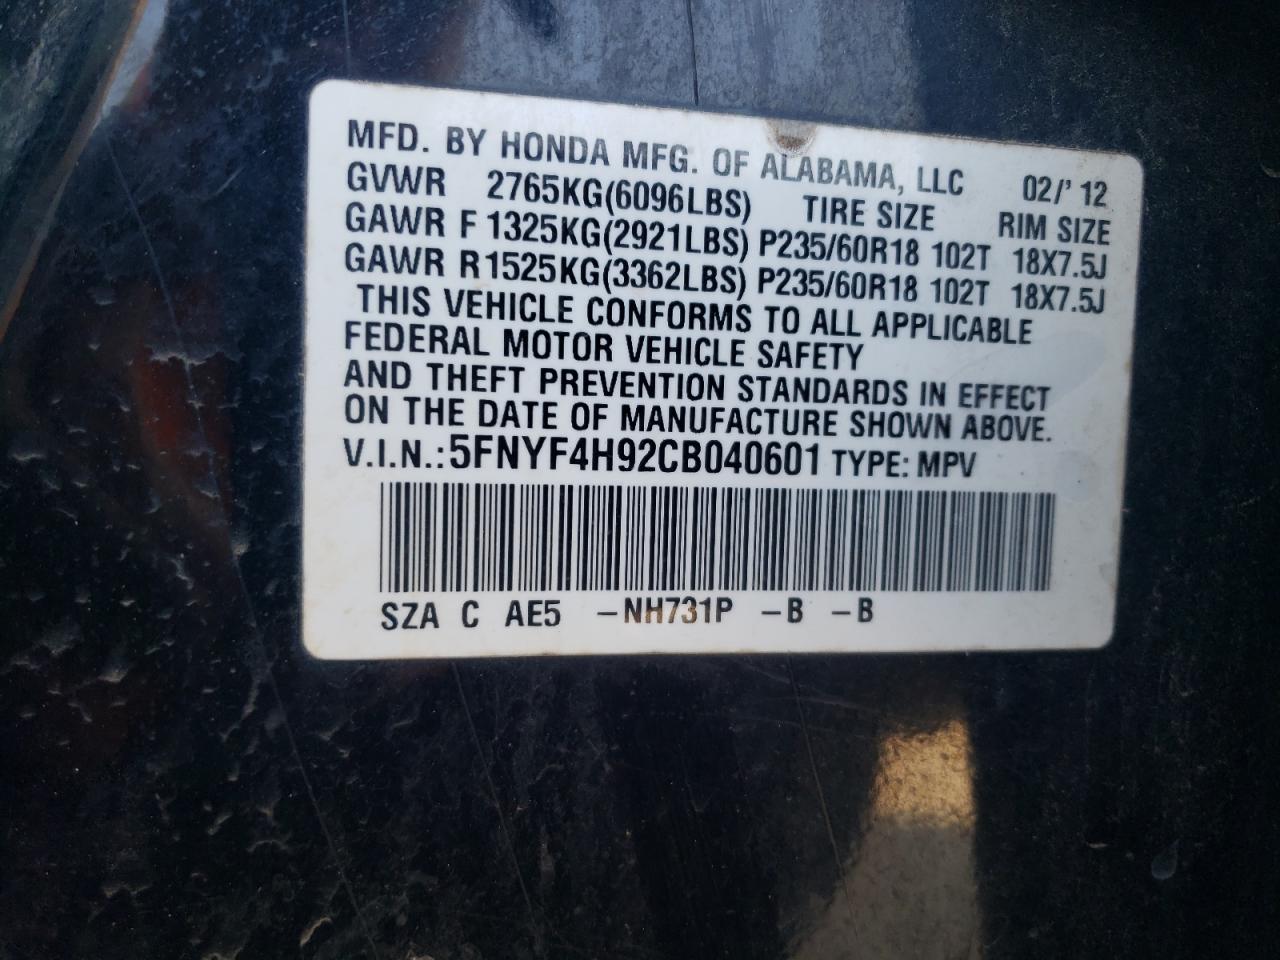 MFD. BY HONDA MFG. OF ALABAMA, LLC 02/' 12
GVWR 2765KG(6096LBS) TIRE SIZE RIM SIZE
GAWR F 1325KG(2921LBS) P235/60R18 102T 18X7.5J
GAWR R1525KG(3362LBS) P235/60R18 102T 18X7.5J
THIS VEHICLE CONFORMS TO ALL APPLICABLE
FEDERAL MOTOR VEHICLE SAFETY
AND THEFT PREVENTION STANDARDS IN EFFECT
ON THE DATE OF MANUFACTURE SHOWN ABOVE.
V.I.N.: 5FNYF4H92CB040601 TYPE: MPV
SZA C AE5 -NH731P -B -B